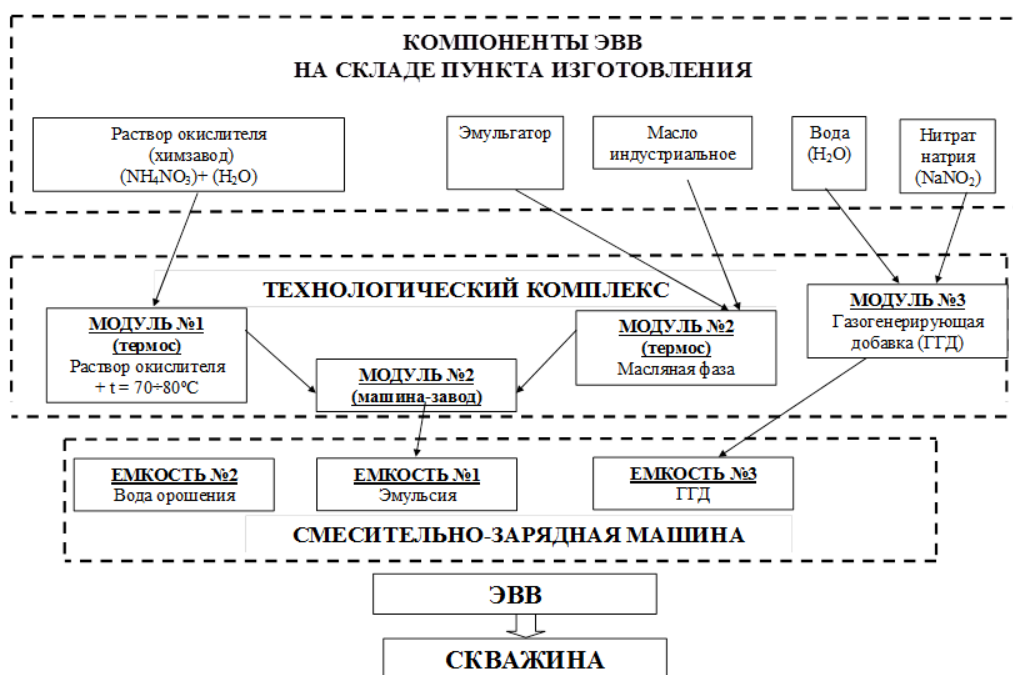 КОМПОНЕНТЫ ЭВВ
НА СКЛАДЕ ПУНКТА ИЗГОТОВЛЕНИЯ
Раствор окислителя
(химзавод)
(NH₄NO₃)+ (H₂O)
Эмульгатор
Масло
индустриальное
Вода
(H₂O)
Нитрат
натрия
(NaNO₂)
ТЕХНОЛОГИЧЕСКИЙ КОМПЛЕКС
МОДУЛЬ №1
(термос)
Раствор окислителя
+ t = 70÷80ºC
МОДУЛЬ №2
(машина-завод)
МОДУЛЬ №2
(термос)
Масляная фаза
МОДУЛЬ №3
Газогенерирующая
добавка (ГГД)
ЕМКОСТЬ №2
Вода орошения
ЕМКОСТЬ №1
Эмульсия
ЕМКОСТЬ №3
ГГД
СМЕСИТЕЛЬНО-ЗАРЯДНАЯ МАШИНА
ЭВВ
СКВАЖИНА